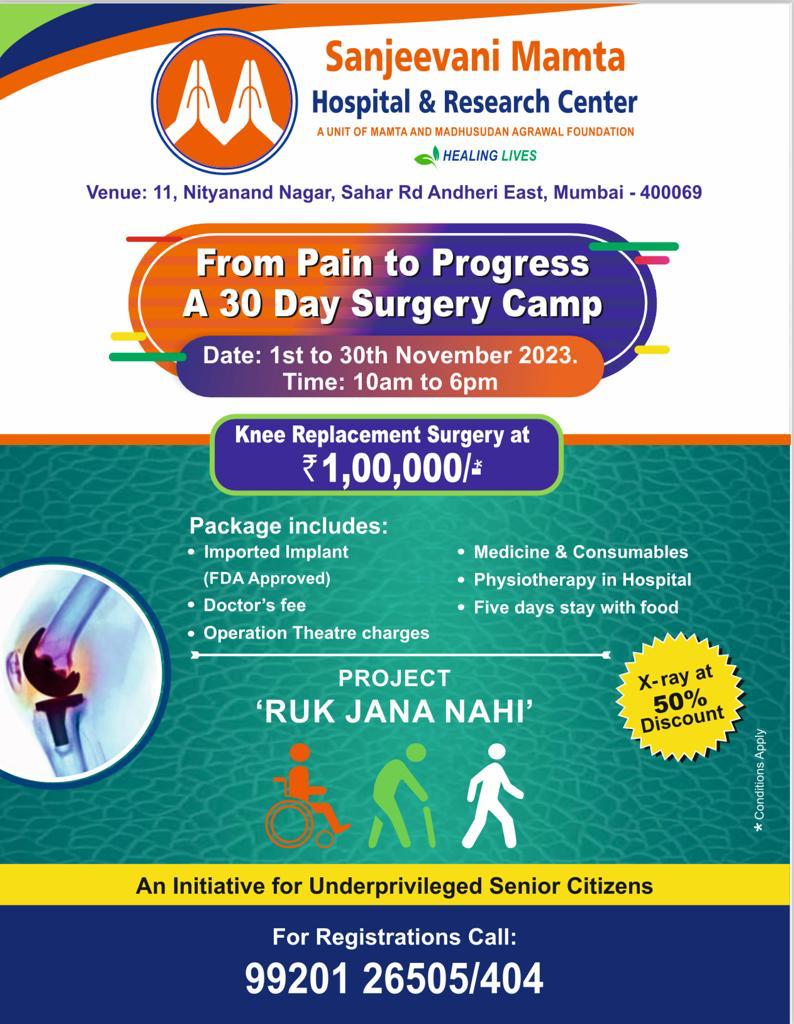 Sanjeevani Mamta
Hospital & Research Center
A UNIT OF MAMTA AND MADHUSUDAN AGRAWAL FOUNDATION
HEALING LIVES
Venue: 11, Nityanand Nagar, Sahar Rd Andheri East, Mumbai - 400069
From Pain to Progress
A 30 Day Surgery Camp
Date: 1st to 30th November 2023.
Time: 10am to 6pm
Knee Replacement Surgery at
₹1,00,000/-*
Package includes:
• Imported Implant
(FDA Approved)
• Doctor's fee
• Operation Theatre charges
• Medicine & Consumables
• Physiotherapy in Hospital
• Five days stay with food
PROJECT
‘RUK JANA NAHI’
X-ray at
50%
Discount
* Conditions Apply
An Initiative for Underprivileged Senior Citizens
For Registrations Call:
99201 26505/404